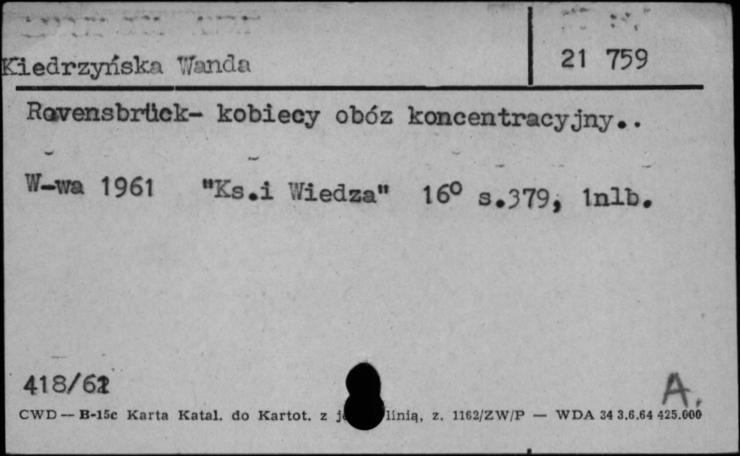 Kiedrzyńska Wanda
21 759
Ravensbrück- kobiecy obóz koncentracyjny..
W-wa 1961 "Ks.i Wiedza" 16° s.379, 1nlb.
418/62
A.
CWD — B-15c Karta Katal. do Kartot. z linią, z. 1162/ZW/P — WDA 34 3.6.64 425.000